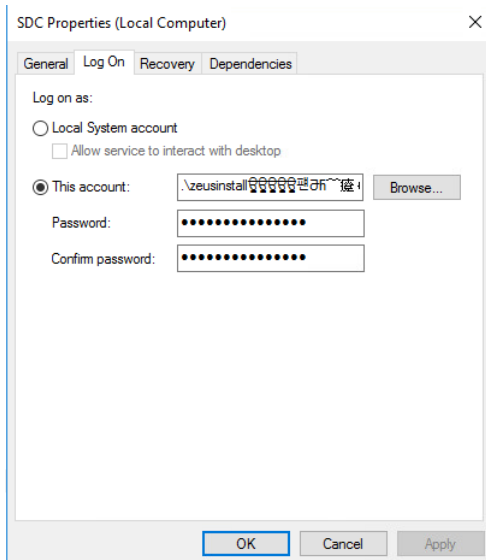 SDC Properties (Local Computer)
General Log On Recovery Dependencies
Log on as:
Local System account
Allow service to interact with desktop
This account: .\zeusinstall Browse...
Password: ●●●●●●●●●●●●●●●
Confirm password: ●●●●●●●●●●●●●●●
OK Cancel Apply